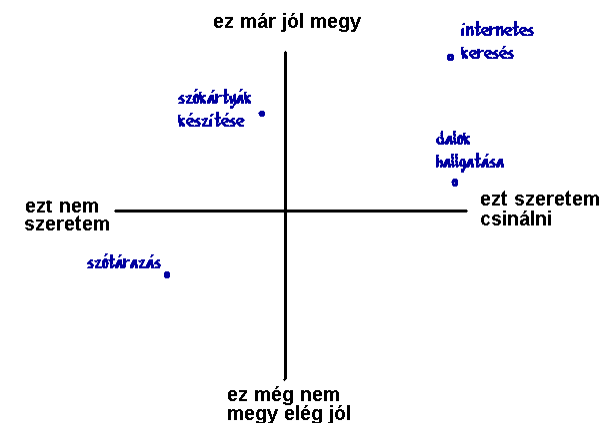 ez már jól megy
internetes
keresés
szókártyák
készítése
dalok
hallgatása
ezt nem
szeretem
ezt szeretem
csinálni
szótárazás
ez még nem
megy elég jól